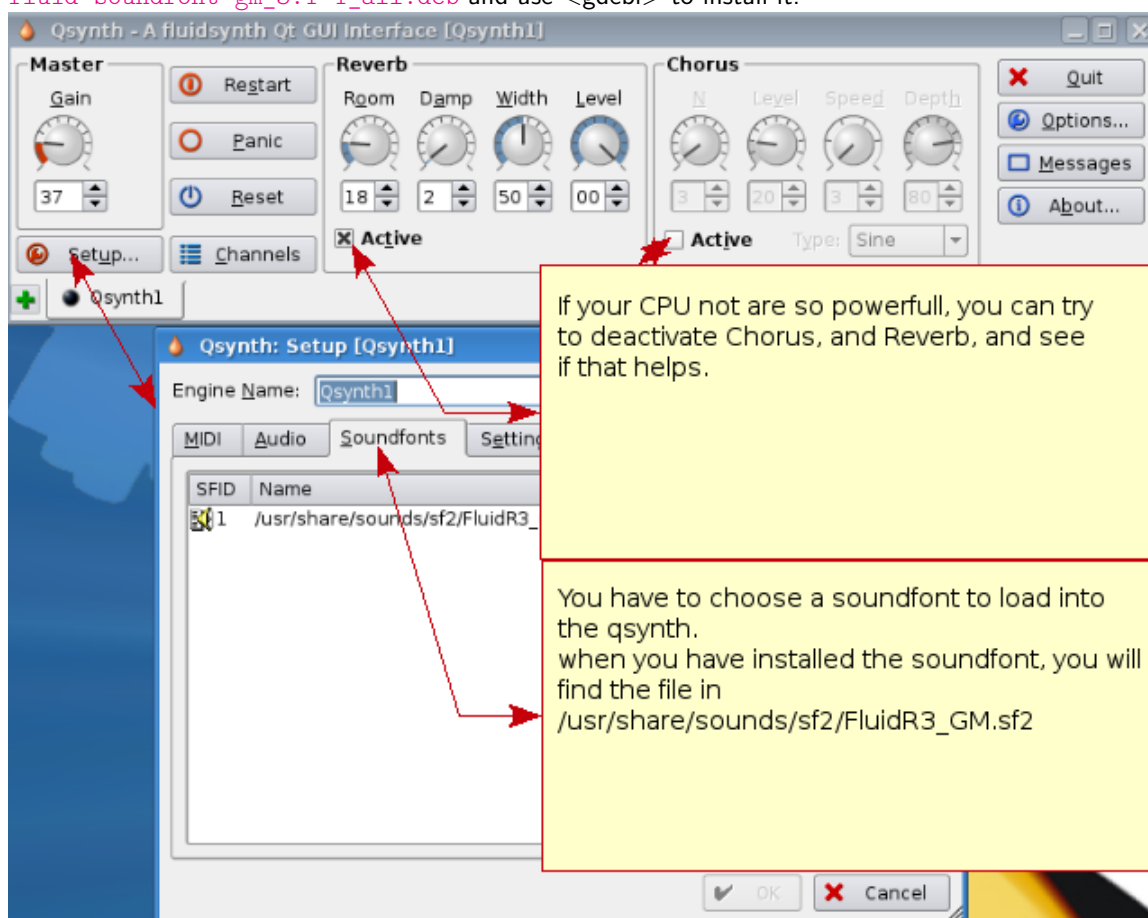 fluid-soundfont-gm_3.1-1_all.deb and use <gdebi> to install it.
Qsynth - A fluidsynth Qt GUI Interface [Qsynth1]
Master
Reverb
Chorus
Gain
Restart
Room Damp Width Level
N Level Speed Depth
Quit
Panic
Options...
37
Reset
18 2 50 00
3 20 3 80
Messages
About...
Setup...
Channels
Active
Active Type: Sine
Qsynth1
If your CPU not are so powerfull, you can try
to deactivate Chorus, and Reverb, and see
if that helps.
Qsynth: Setup [Qsynth1]
Engine Name: Qsynth1
MIDI Audio Soundfonts Setting
SFID Name
1 /usr/share/sounds/sf2/FluidR3_
You have to choose a soundfont to load into
the qsynth.
when you have installed the soundfont, you will
find the file in
/usr/share/sounds/sf2/FluidR3_GM.sf2
OK Cancel